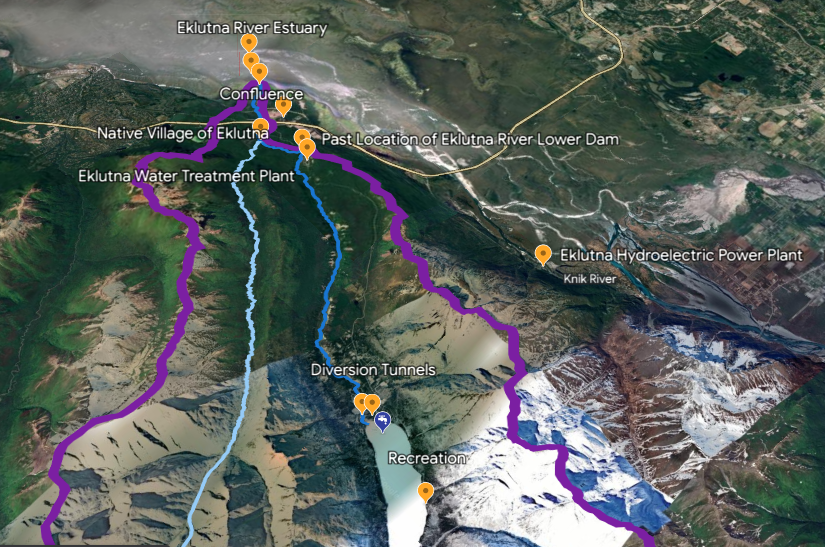 Eklutna River Estuary
Confluence
Native Village of Eklutna
Past Location of Eklutna River Lower Dam
Eklutna Water Treatment Plant
Eklutna Hydroelectric Power Plant
Knik River
Diversion Tunnels
Recreation